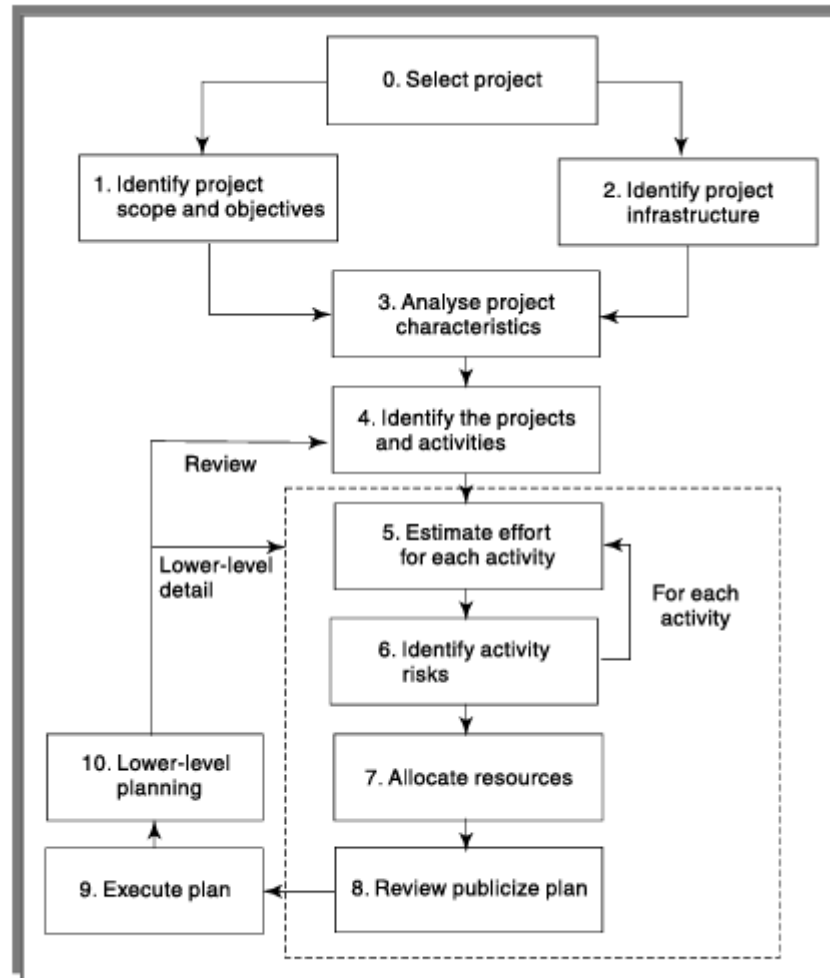 0. Select project
1. Identify project
scope and objectives
2. Identify project
infrastructure
3. Analyse project
characteristics
4. Identify the projects
and activities
Review
5. Estimate effort
for each activity
Lower-level
detail
For each
activity
6. Identify activity
risks
10. Lower-level
planning
7. Allocate resources
9. Execute plan
8. Review publicize plan